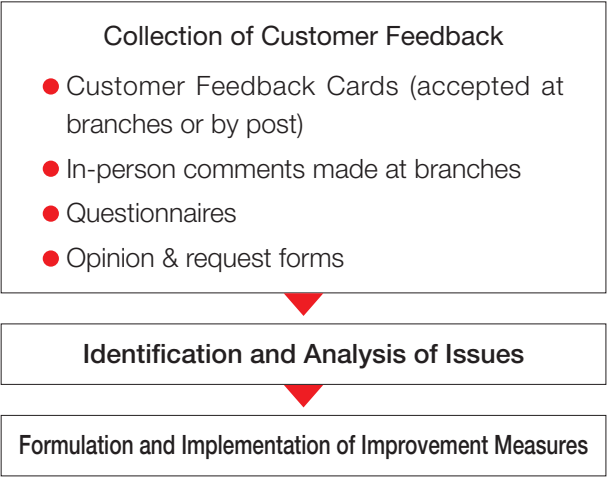 Collection of Customer Feedback
● Customer Feedback Cards (accepted at
branches or by post)
● In-person comments made at branches
● Questionnaires
● Opinion & request forms
Identification and Analysis of Issues
Formulation and Implementation of Improvement Measures